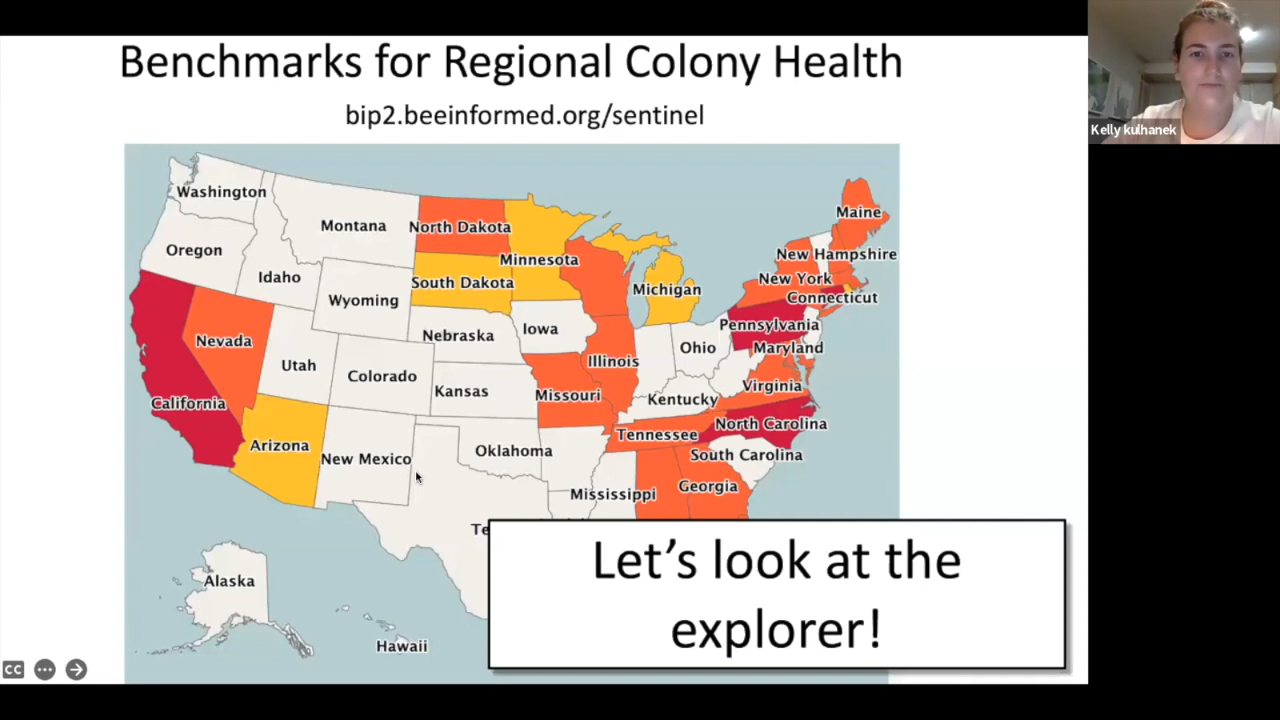 Benchmarks for Regional Colony Health
bip2.beeinformed.org/sentinel
Kelly kulhanek
Washington
Montana
North Dakota
Maine
Oregon
Minnesota
New Hampshire
Idaho
South Dakota
Michigan
New York
Wyoming
Connecticut
Nebraska
Iowa
Pennsylvania
Nevada
Utah
Illinois
Ohio
Maryland
Colorado
Kansas
Missouri
Kentucky
Virginia
California
North Carolina
Arizona
New Mexico
Oklahoma
Tennessee
South Carolina
Mississippi
Georgia
Te
Let’s look at the
explorer!
Alaska
Hawaii
CC